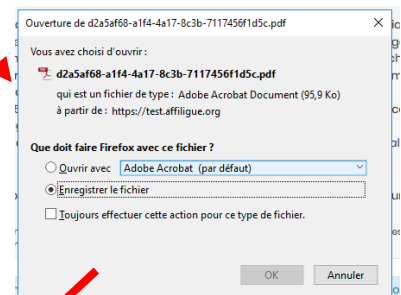 Ouverture de d2a5af68-a1f4-4a17-8c3b-7117456f1d5c.pdf
Vous avez choisi d'ouvrir :
d2a5af68-a1f4-4a17-8c3b-7117456f1d5c.pdf
qui est un fichier de type : Adobe Acrobat Document (95,9 Ko)
à partir de : https://test.affiligue.org
Que doit faire Firefox avec ce fichier ?
Ouvrir avec Adobe Acrobat (par défaut)
Enregistrer le fichier
Toujours effectuer cette action pour ce type de fichier.
OK Annuler